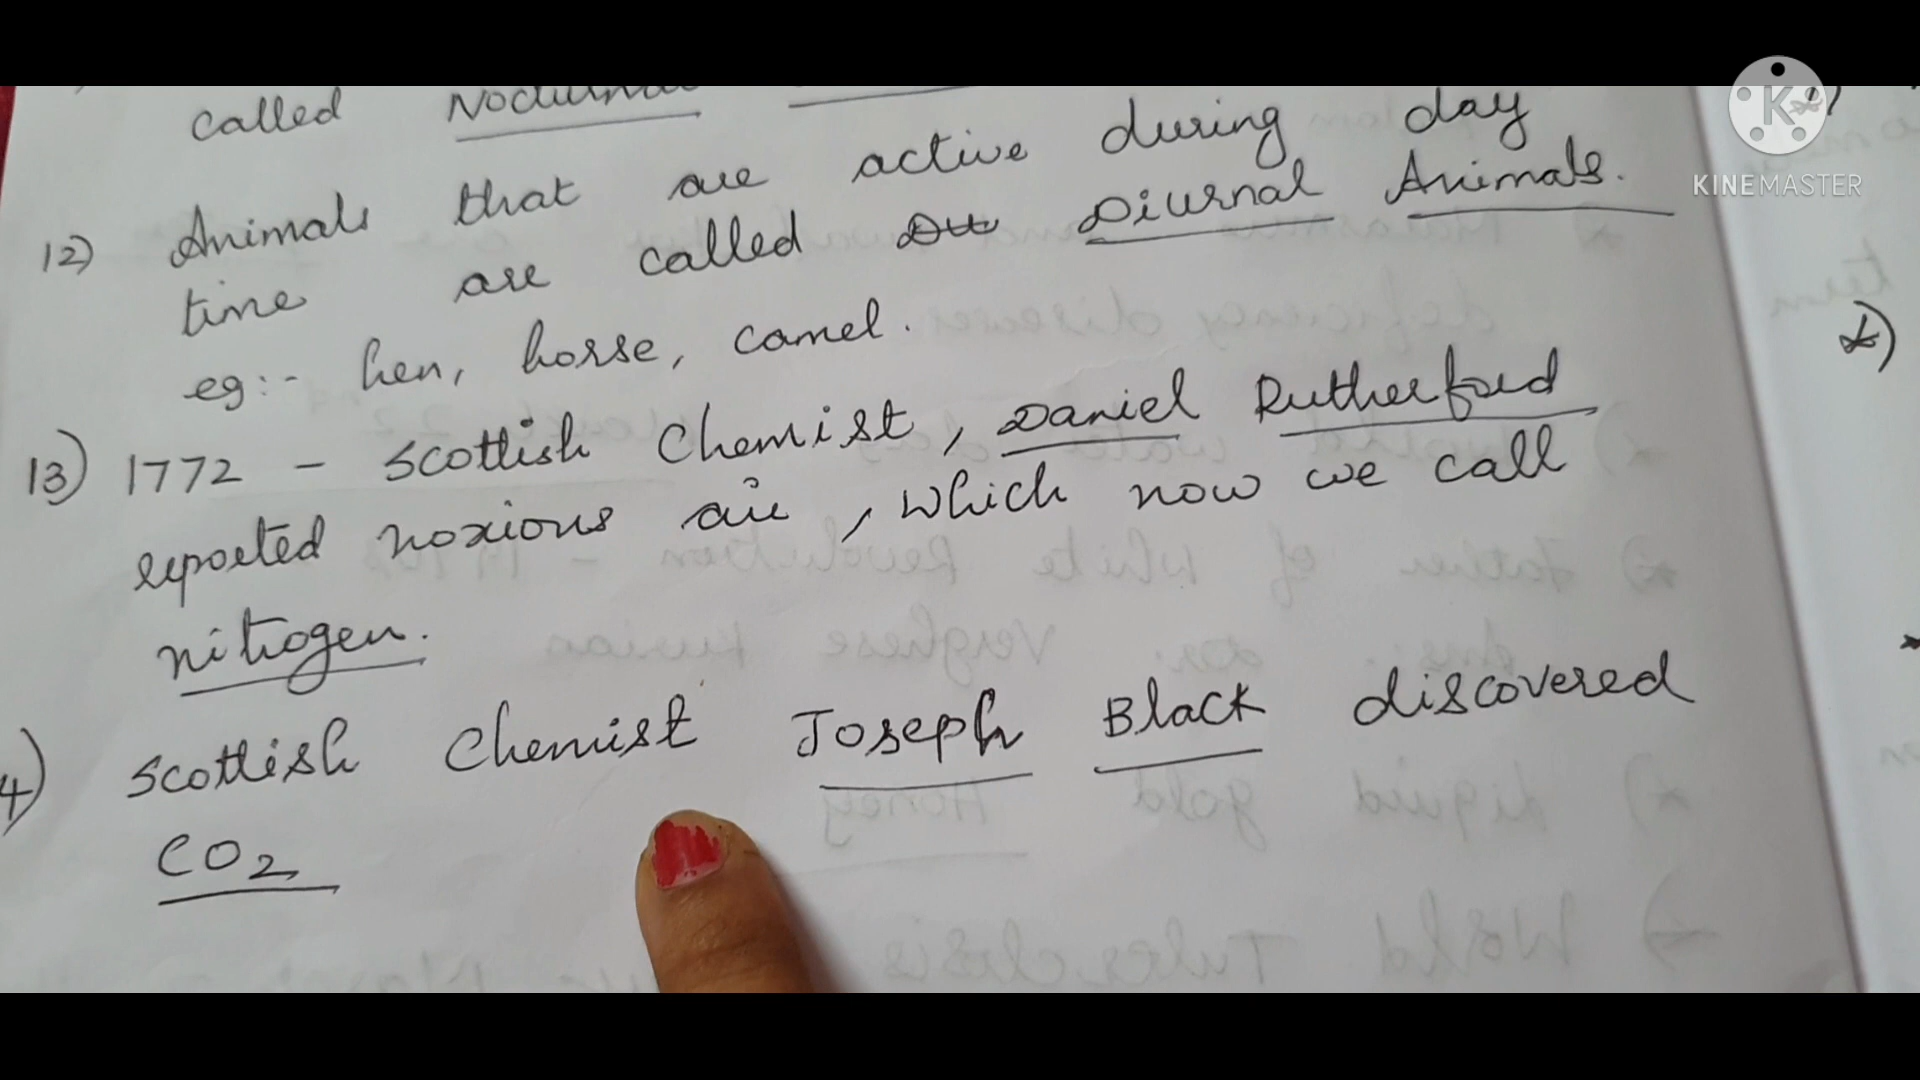 called Nocturnal
12) Animals that are active during day
time are called Diurnal Animals.
eg:- hen, horse, camel.
13) 1772 - Scottish Chemist, Daniel Rutherford
reported noxious air, which now we call
nitrogen.
4) Scottish Chemist Joseph Black discovered
CO2
KINEMASTER